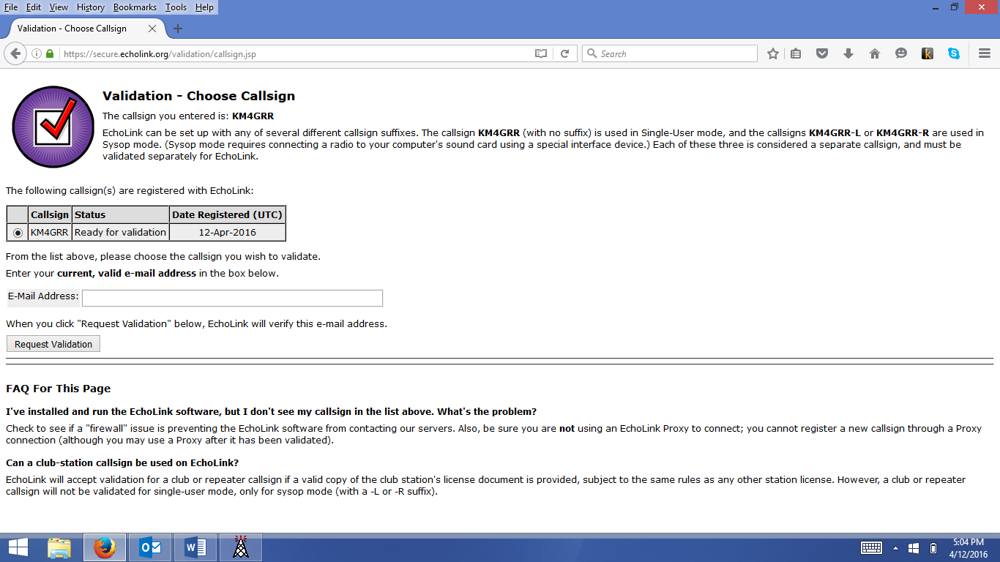 File Edit View History Bookmarks Tools Help
Validation - Choose Callsign
https://secure.echolink.org/validation/callsign.jsp
Search
Validation - Choose Callsign
The callsign you entered is: KM4GRR
EchoLink can be set up with any of several different callsign suffixes. The callsign KM4GRR (with no suffix) is used in Single-User mode, and the callsigns KM4GRR-L or KM4GRR-R are used in
Sysop mode. (Sysop mode requires connecting a radio to your computer's sound card using a special interface device.) Each of these three is considered a separate callsign, and must be
validated separately for EchoLink.
The following callsign(s) are registered with EchoLink:
Callsign Status Date Registered (UTC)
KM4GRR Ready for validation 12-Apr-2016
From the list above, please choose the callsign you wish to validate.
Enter your current, valid e-mail address in the box below.
E-Mail Address:
When you click "Request Validation" below, EchoLink will verify this e-mail address.
Request Validation
FAQ For This Page
I've installed and run the EchoLink software, but I don't see my callsign in the list above. What's the problem?
Check to see if a "firewall" issue is preventing the EchoLink software from contacting our servers. Also, be sure you are not using an EchoLink Proxy to connect; you cannot register a new callsign through a Proxy
connection (although you may use a Proxy after it has been validated).
Can a club-station callsign be used on EchoLink?
EchoLink will accept validation for a club or repeater callsign if a valid copy of the club station's license document is provided, subject to the same rules as any other station license. However, a club or repeater
callsign will not be validated for single-user mode, only for sysop mode (with a -L or -R suffix).
5:04 PM
4/12/2016